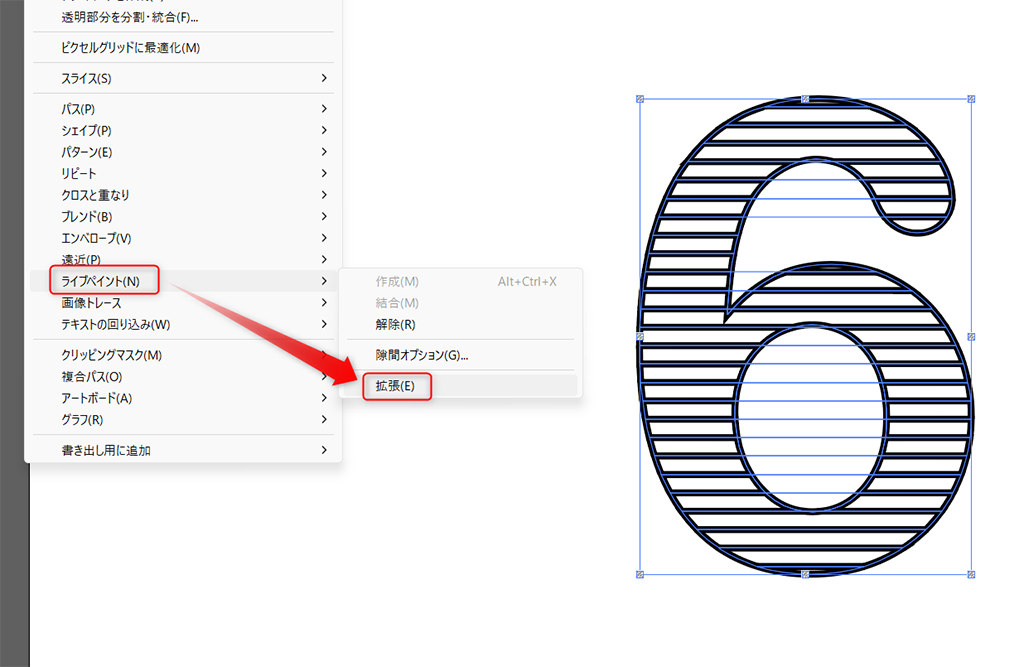 透明部分を分割・統合(F)...
ピクセルグリッドに最適化(M)
スライス(S)
パス(P)
シェイプ(P)
パターン(E)
リピート
クロスと重なり
ブレンド(B)
エンベロープ(V)
遠近(P)
ライブペイント(N)
画像トレース
テキストの回り込み(W)
クリッピングマスク(M)
複合パス(O)
アートボード(A)
グラフ(R)
書き出し用に追加
作成(M) Alt+Ctrl+X
結合(M)
解除(R)
隙間オプション(G)...
拡張(E)
6